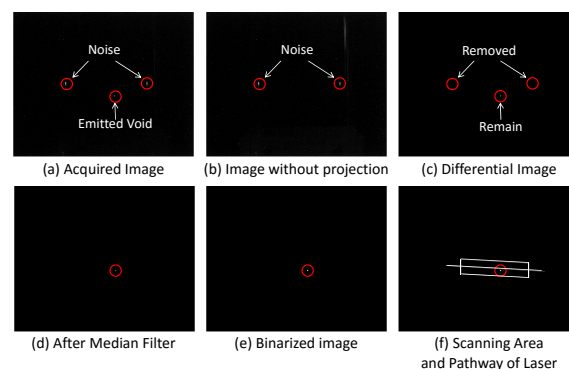 Noise
Emitted Void
Noise
Removed
Remain
(a) Acquired Image
(b) Image without projection
(c) Differential Image
(d) After Median Filter
(e) Binarized image
(f) Scanning Area
and Pathway of Laser